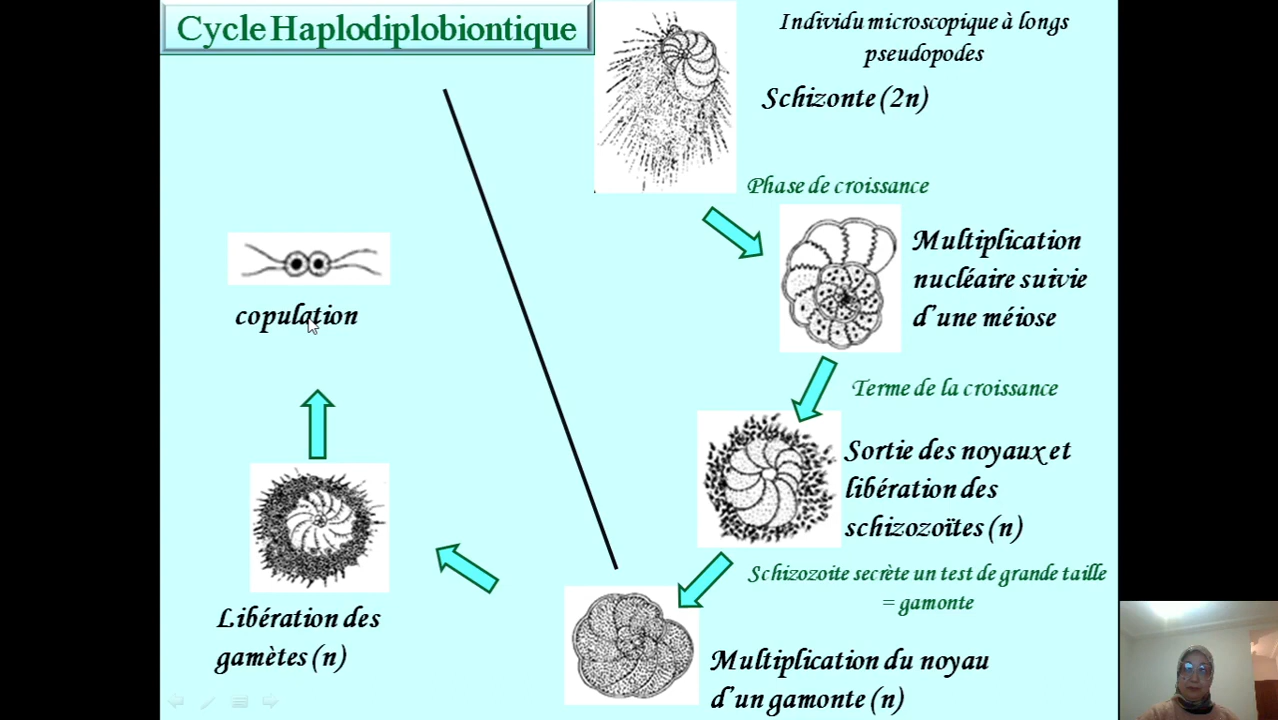 Cycle Haplodiplobiontique
Individu microscopique à longs
pseudopodes
Schizonte (2n)
Phase de croissance
Multiplication
nucléaire suivie
d'une méiose
Terme de la croissance
Sortie des noyaux et
libération des
schizozoïtes (n)
Schizozoite secrète un test de grande taille
= gamonte
Multiplication du noyau
d'un gamonte (n)
Libération des
gamètes (n)
copulation